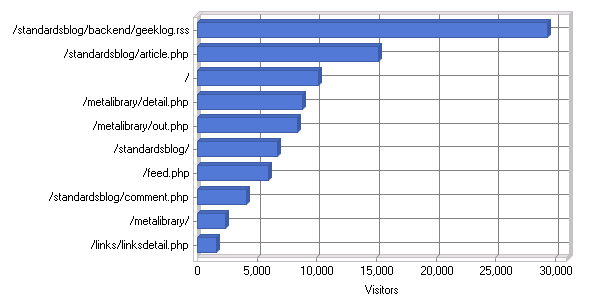 /standardsblog/backend/geeklog.rss
/standardsblog/article.php
/
/metalibrary/detail.php
/metalibrary/out.php
/standardsblog/
/feed.php
/standardsblog/comment.php
/metalibrary/
/links/linksdetail.php
0 5,000 10,000 15,000 20,000 25,000 30,000
Visitors